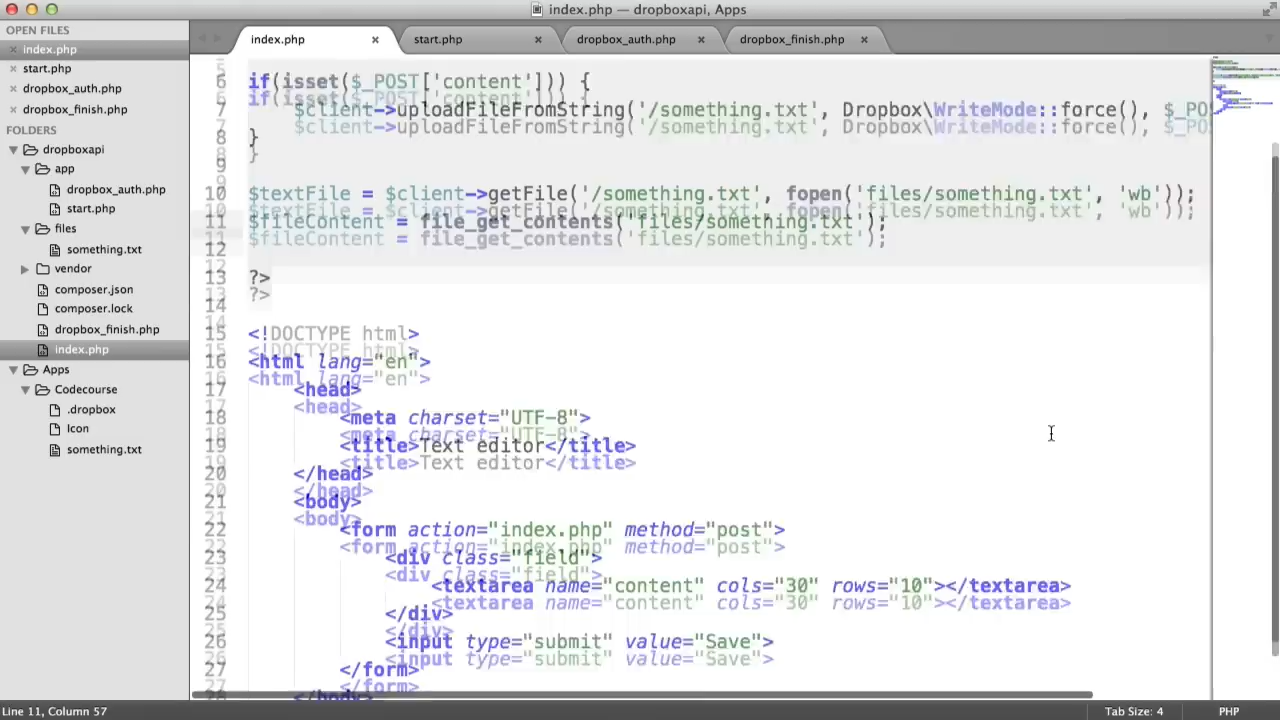 index.php — dropboxapi, Apps
OPEN FILES
index.php
start.php
dropbox_auth.php
dropbox_finish.php
FOLDERS
dropboxapi
app
dropbox_auth.php
start.php
files
something.txt
vendor
composer.json
composer.lock
dropbox_finish.php
index.php
Apps
Codecourse
.dropbox
Icon
something.txt
index.php
start.php
dropbox_auth.php
dropbox_finish.php
5
6 if(isset($_POST['content'])) {
7 $client->uploadFileFromString('/something.txt', Dropbox\WriteMode::force(), $_PO
8 }
9
10 $textFile = $client->getFile('/something.txt', fopen('files/something.txt', 'wb'));
11 $fileContent = file_get_contents('files/something.txt');
12
13 ?>
14
15 <!DOCTYPE html>
16 <html lang="en">
17 <head>
18 <meta charset="UTF-8">
19 <title>Text editor</title>
20 </head>
21 <body>
22 <form action="index.php" method="post">
23 <div class="field">
24 <textarea name="content" cols="30" rows="10"></textarea>
25 </div>
26 <input type="submit" value="Save">
27 </form>
28 </body>
Line 11, Column 57
Tab Size: 4
PHP